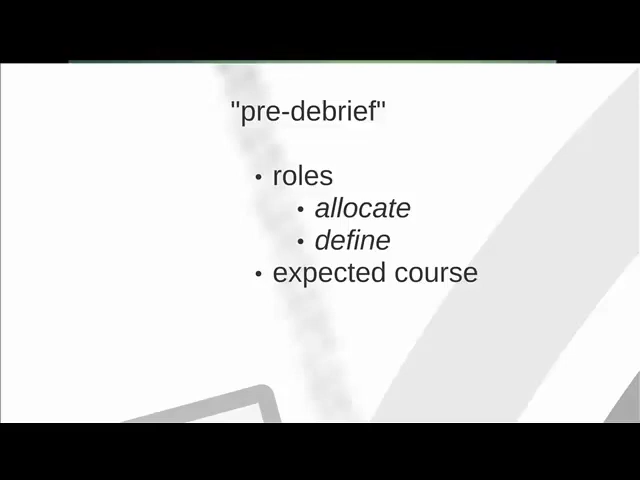 "pre-debrief"
• roles
• allocate
• define
• expected course